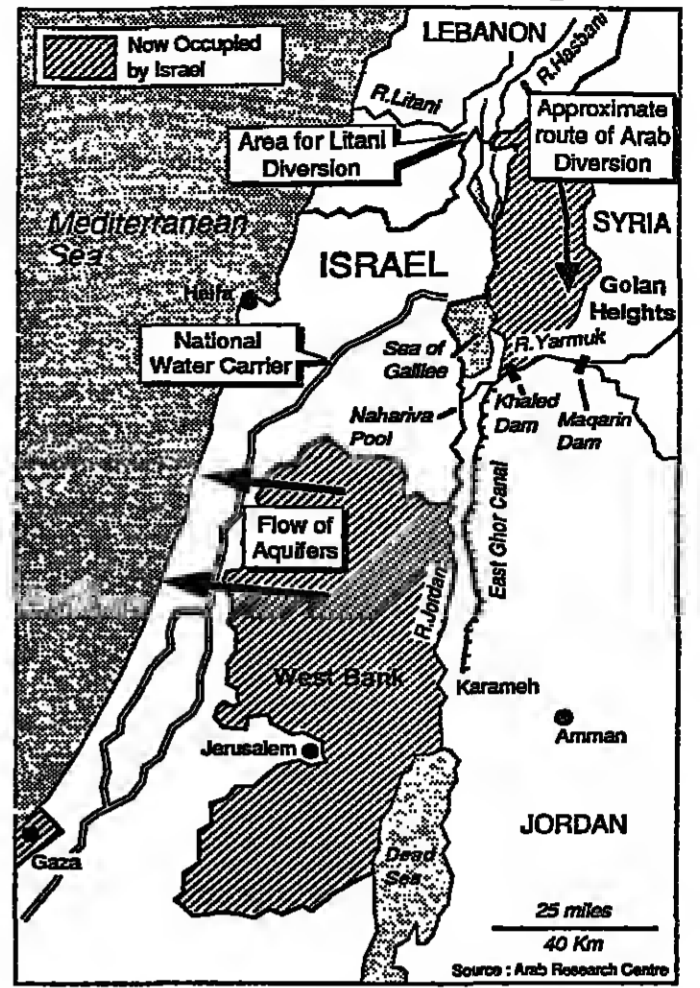 Now Occupied
by Israel
LEBANON
R.Hasbani
R.Litani
Approximate
route of Arab
Diversion
Area for Litani
Diversion
Mediterranean
Sea
SYRIA
ISRAEL
Golan
Heights
Haifa
National
Water Carrier
Sea of
Galilee
R.Yarmuk
Khaled
Dam
Maqarin
Dam
Nahariva
Pool
Flow of
Aquifers
East Ghor Canal
R.Jordan
West Bank
Karameh
Jerusalem
Amman
JORDAN
Gaza
Dead
Sea
25 miles
40 Km
Source : Arab Research Centre